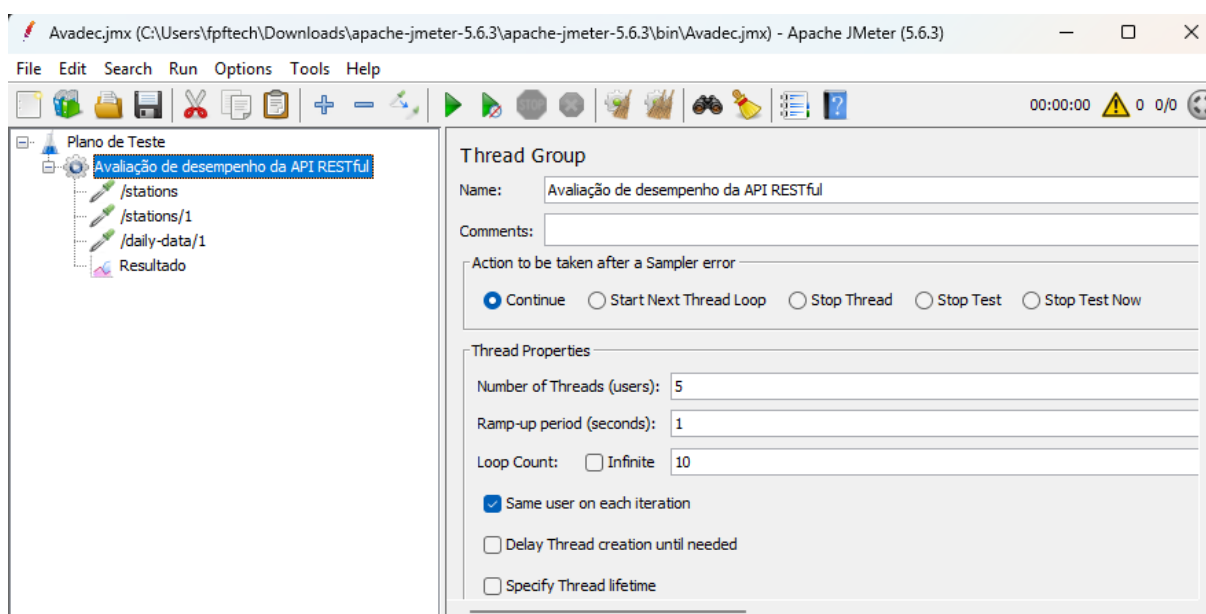 Avadec.jmx (C:\Users\fpftech\Downloads\apache-jmeter-5.6.3\apache-jmeter-5.6.3\bin\Avadec.jmx) - Apache JMeter (5.6.3)
File Edit Search Run Options Tools Help
STOP 00:00:00 0 0/0
Plano de Teste
Avaliação de desempenho da API RESTful
/stations
/stations/1
/daily-data/1
Resultado
Thread Group
Name: Avaliação de desempenho da API RESTful
Comments:
Action to be taken after a Sampler error
Continue Start Next Thread Loop Stop Thread Stop Test Stop Test Now
Thread Properties
Number of Threads (users): 5
Ramp-up period (seconds): 1
Loop Count: Infinite 10
Same user on each iteration
Delay Thread creation until needed
Specify Thread lifetime